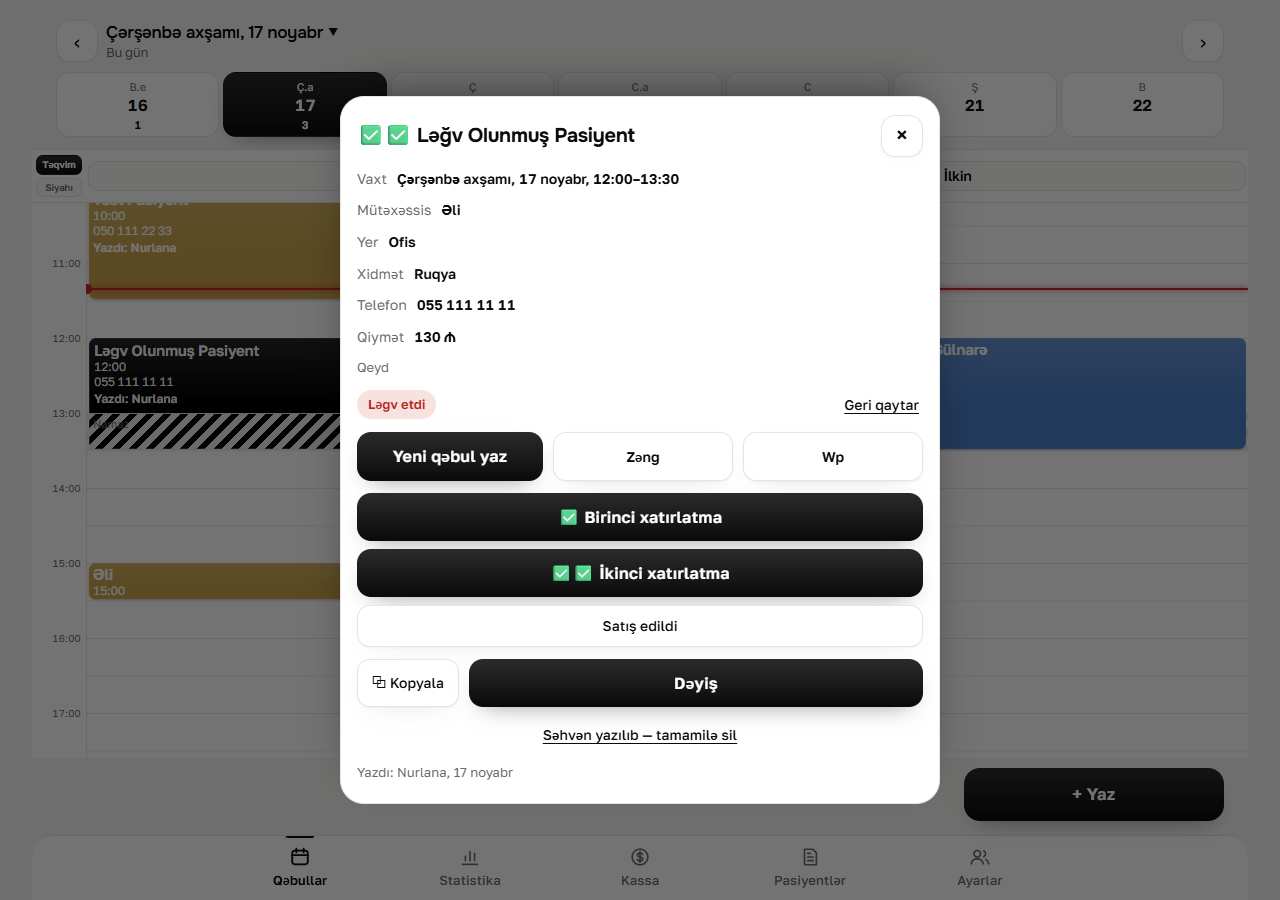 ‹
Çərşənbə axşamı, 17 noyabr ▼
Bu gün
›
B.e
16
1
Ç.a
17
3
Ç
C.a
C
Ş
21
B
22
✅✅ Ləğv Olunmuş Pasiyent
×
Təqvim
Siyahı
İlkin
Vaxt Çərşənbə axşamı, 17 noyabr, 12:00–13:30
Mütəxəssis Əli
Yer Ofis
Xidmət Ruqya
Telefon 055 111 11 11
Qiymət 130 ₼
Qeyd
Ləgv etdi
Geri qaytar
Yeni qəbul yaz
Zəng
Wp
✅ Birinci xatırlatma
✅✅ İkinci xatırlatma
Satış edildi
Kopyala
Dəyiş
Səhvən yazılıb — tamamilə sil
Yazdı: Nurlana, 17 noyabr
10:00
050 111 22 33
Yazdı: Nurlana
11:00
12:00
Ləgv Olunmuş Pasiyent
12:00
055 111 11 11
Yazdı: Nurlana
Gülnarə
13:00
14:00
15:00
Əli
15:00
16:00
17:00
+ Yaz
Qəbullar
Statistika
Kassa
Pasiyentlər
Ayarlar